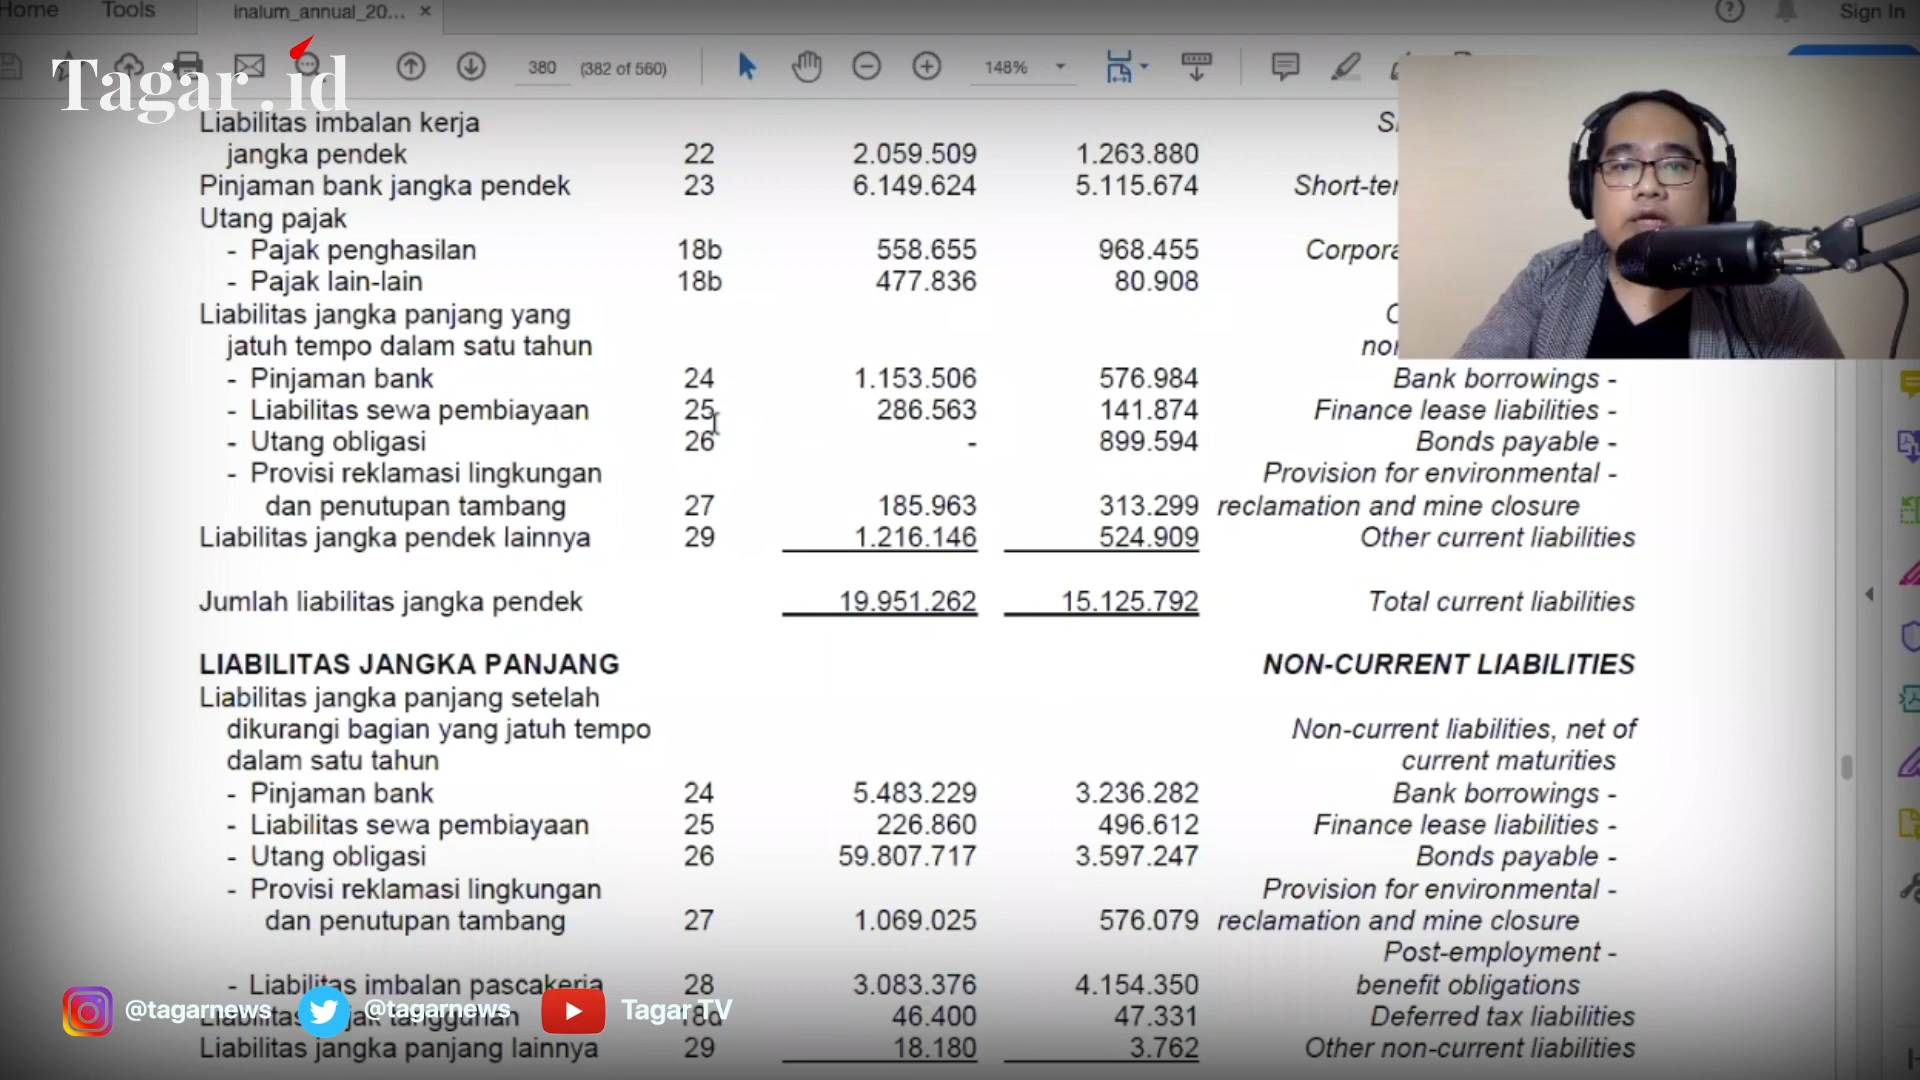 Home Tools inalum_annual_20... × Sign In
Tagar.id
380 (382 of 560) 148%
Liabilitas imbalan kerja
jangka pendek 22 2.059.509 1.263.880
Pinjaman bank jangka pendek 23 6.149.624 5.115.674
Utang pajak
- Pajak penghasilan 18b 558.655 968.455
- Pajak lain-lain 18b 477.836 80.908
Liabilitas jangka panjang yang
jatuh tempo dalam satu tahun
- Pinjaman bank 24 1.153.506 576.984 Bank borrowings -
- Liabilitas sewa pembiayaan 25 286.563 141.874 Finance lease liabilities -
- Utang obligasi 26 - 899.594 Bonds payable -
- Provisi reklamasi lingkungan Provision for environmental -
dan penutupan tambang 27 185.963 313.299 reclamation and mine closure
Liabilitas jangka pendek lainnya 29 1.216.146 524.909 Other current liabilities
Jumlah liabilitas jangka pendek 19.951.262 15.125.792 Total current liabilities
LIABILITAS JANGKA PANJANG NON-CURRENT LIABILITIES
Liabilitas jangka panjang setelah
dikurangi bagian yang jatuh tempo Non-current liabilities, net of
dalam satu tahun current maturities
- Pinjaman bank 24 5.483.229 3.236.282 Bank borrowings -
- Liabilitas sewa pembiayaan 25 226.860 496.612 Finance lease liabilities -
- Utang obligasi 26 59.807.717 3.597.247 Bonds payable -
- Provisi reklamasi lingkungan Provision for environmental -
dan penutupan tambang 27 1.069.025 576.079 reclamation and mine closure
Post-employment -
- Liabilitas imbalan pascakerja 28 3.083.376 4.154.350 benefit obligations
@tagarnews @tagarnews Tagar TV
Liabilitas 18d 46.400 47.331 Deferred tax liabilities
Liabilitas jangka panjang lainnya 29 18.180 3.762 Other non-current liabilities